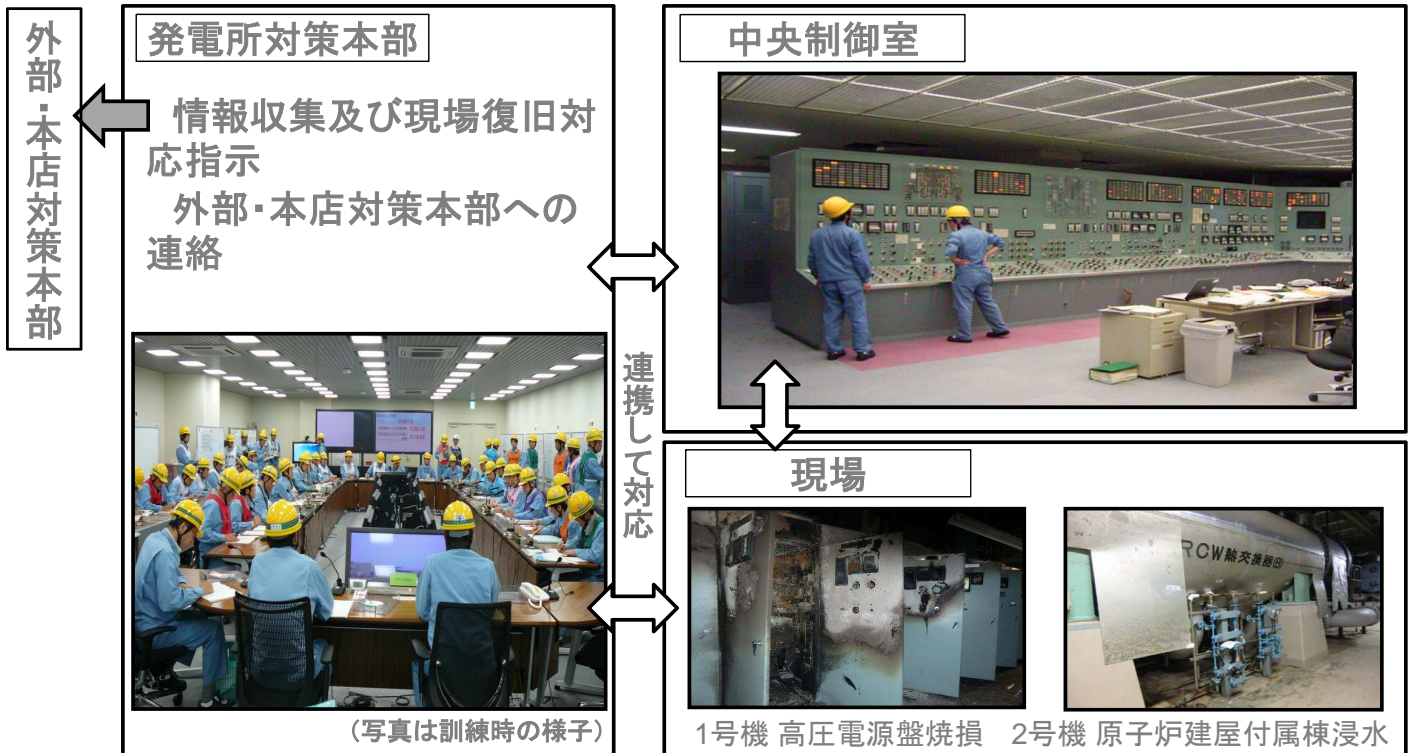 外部・本店対策本部
発電所対策本部
情報収集及び現場復旧対
応指示
外部・本店対策本部への
連絡
(写真は訓練時の様子)
連携して対応
中央制御室
現場
RCW熱交換器(B)
1号機 高圧電源盤焼損
2号機 原子炉建屋付属棟浸水